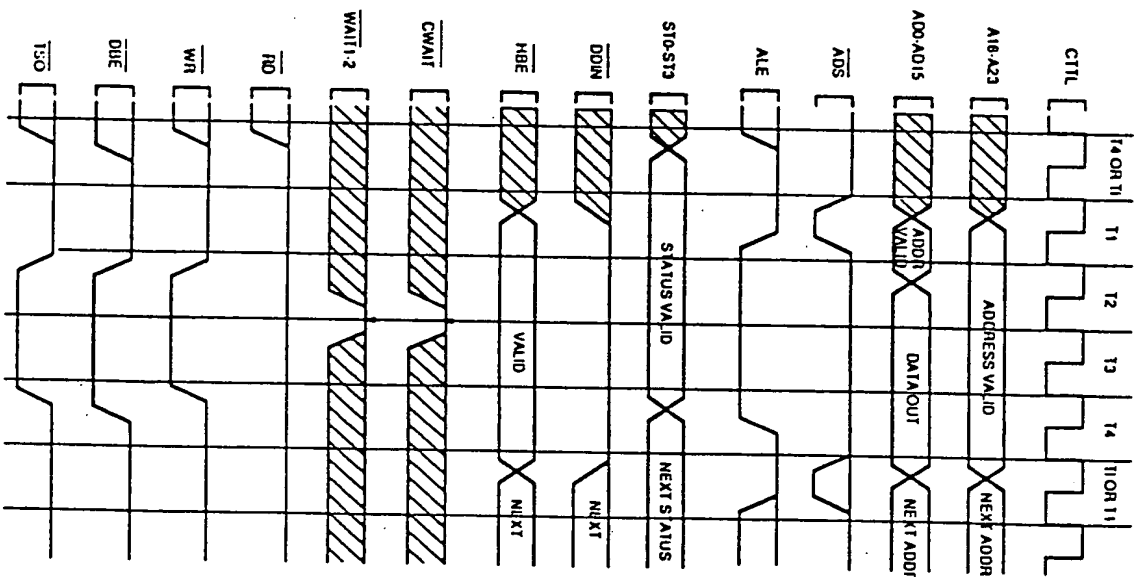 CTTL
T4 OR TI
T1
T2
T3
T4
TI OR T1
A16-A23
ADDRESS VALID
NEXT ADDR
AD0-AD15
ADDR VALID
DATA OUT
NEXT ADDR
ADS
ALE
ST0-ST3
STATUS VALID
NEXT STATUS
DDIN
NEXT
HBE
VALID
NEXT
CWAIT
WAIT1-2
RD
WR
DBE
TSO